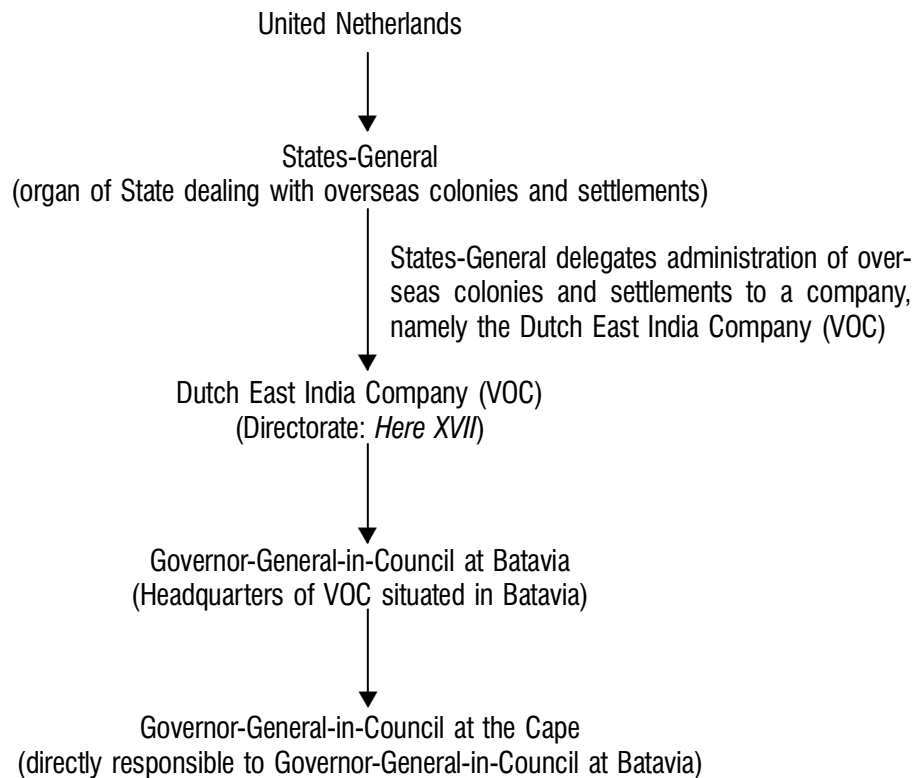 United Netherlands
States-General
(organ of State dealing with overseas colonies and settlements)
States-General delegates administration of over-
seas colonies and settlements to a company,
namely the Dutch East India Company (VOC)
Dutch East India Company (VOC)
(Directorate: Here XVII)
Governor-General-in-Council at Batavia
(Headquarters of VOC situated in Batavia)
Governor-General-in-Council at the Cape
(directly responsible to Governor-General-in-Council at Batavia)